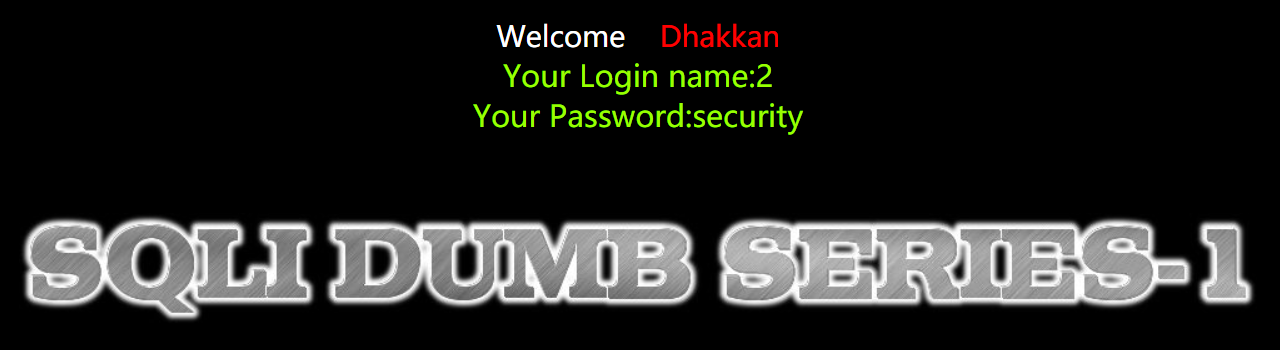 Welcome    Dhakkan
Your Login name:2
Your Password:security
SQLI DUMB SERIES-1